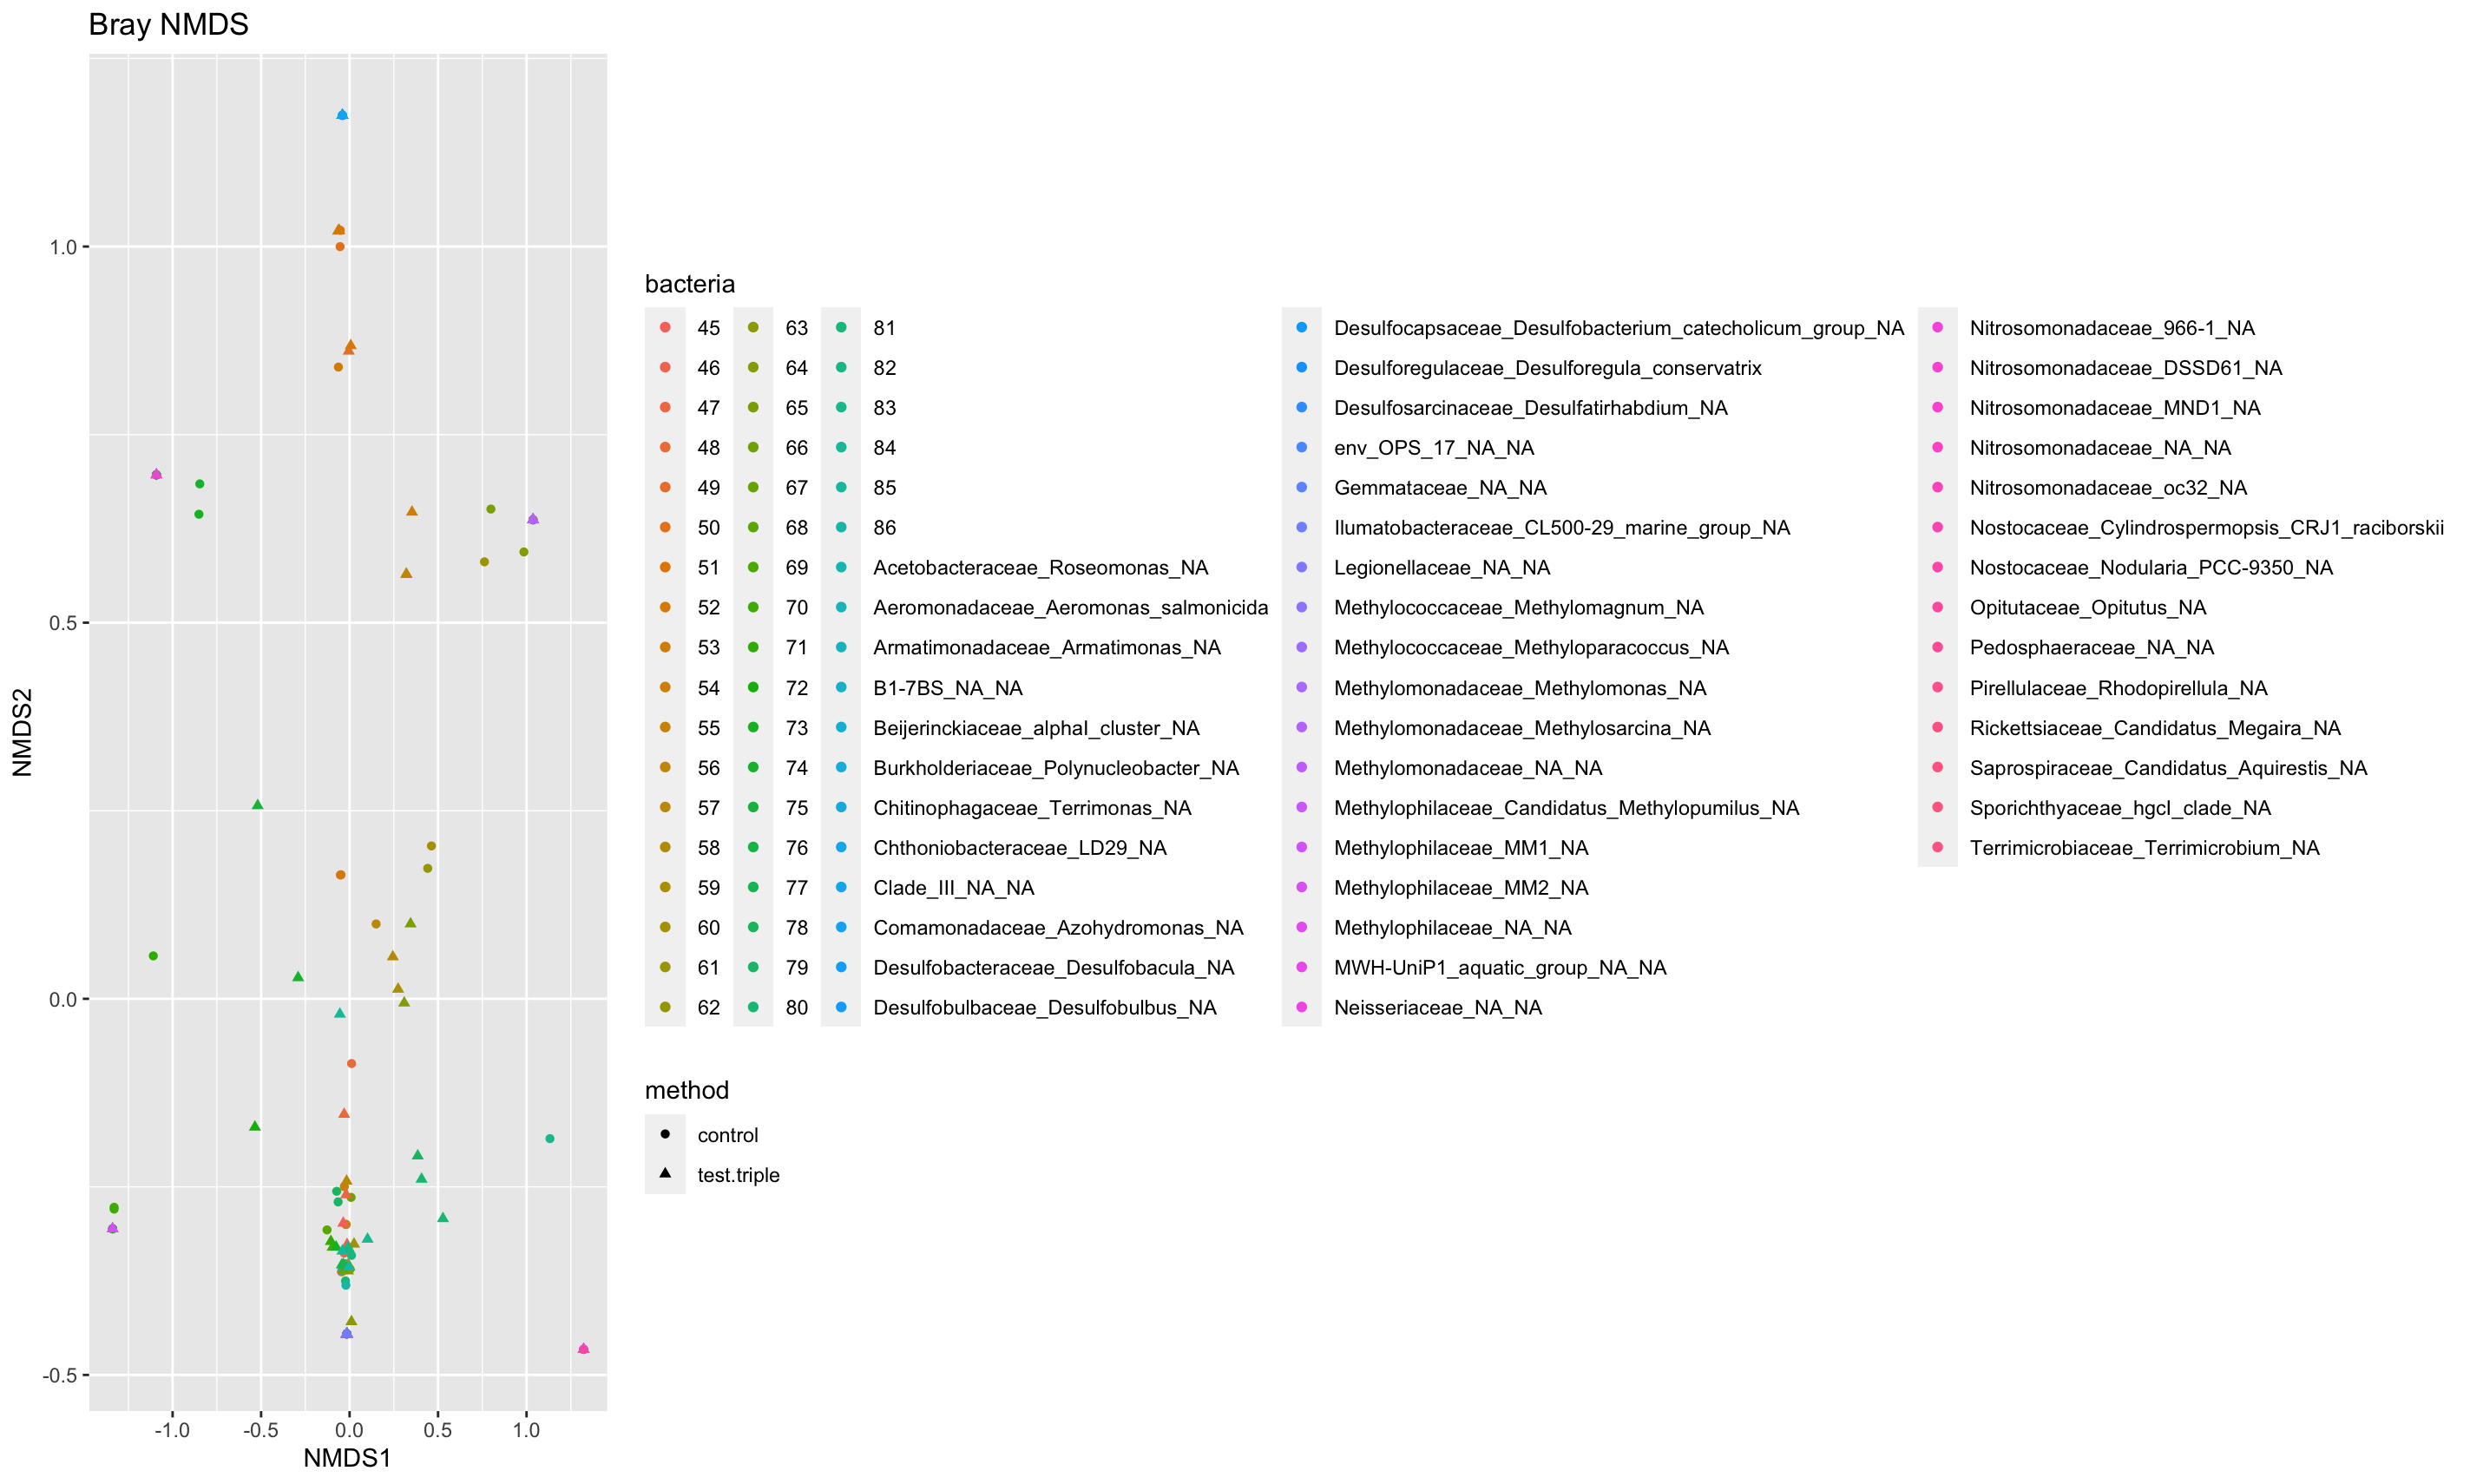 Bray NMDS
1.0
0.5
0.0
-0.5
NMDS2
-1.0 -0.5 0.0 0.5 1.0
NMDS1
bacteria
45
46
47
48
49
50
51
52
53
54
55
56
57
58
59
60
61
62
63
64
65
66
67
68
69
70
71
72
73
74
75
76
77
78
79
80
81
82
83
84
85
86
Acetobacteraceae_Roseomonas_NA
Aeromonadaceae_Aeromonas_salmonicida
Armatimonadaceae_Armatimonas_NA
B1-7BS_NA_NA
Beijerinckiaceae_alphaI_cluster_NA
Burkholderiaceae_Polynucleobacter_NA
Chitinophagaceae_Terrimonas_NA
Chthoniobacteraceae_LD29_NA
Clade_III_NA_NA
Comamonadaceae_Azohydromonas_NA
Desulfobacteraceae_Desulfobacula_NA
Desulfobulbaceae_Desulfobulbus_NA
Desulfocapsaceae_Desulfobacterium_catecholicum_group_NA
Desulforegulaceae_Desulforegula_conservatrix
Desulfosarcinaceae_Desulfatirhabdium_NA
env_OPS_17_NA_NA
Gemmataceae_NA_NA
Ilumatobacteraceae_CL500-29_marine_group_NA
Legionellaceae_NA_NA
Methylococcaceae_Methylomagnum_NA
Methylococcaceae_Methyloparacoccus_NA
Methylomonadaceae_Methylomonas_NA
Methylomonadaceae_Methylosarcina_NA
Methylomonadaceae_NA_NA
Methylophilaceae_Candidatus_Methylopumilus_NA
Methylophilaceae_MM1_NA
Methylophilaceae_MM2_NA
Methylophilaceae_NA_NA
MWH-UniP1_aquatic_group_NA_NA
Neisseriaceae_NA_NA
Nitrosomonadaceae_966-1_NA
Nitrosomonadaceae_DSSD61_NA
Nitrosomonadaceae_MND1_NA
Nitrosomonadaceae_NA_NA
Nitrosomonadaceae_oc32_NA
Nostocaceae_Cylindrospermopsis_CRJ1_raciborskii
Nostocaceae_Nodularia_PCC-9350_NA
Opitutaceae_Opitutus_NA
Pedosphaeraceae_NA_NA
Pirellulaceae_Rhodopirellula_NA
Rickettsiaceae_Candidatus_Megaira_NA
Saprospiraceae_Candidatus_Aquirestis_NA
Sporichthyaceae_hgcI_clade_NA
Terrimicrobiaceae_Terrimicrobium_NA
method
control
test.triple